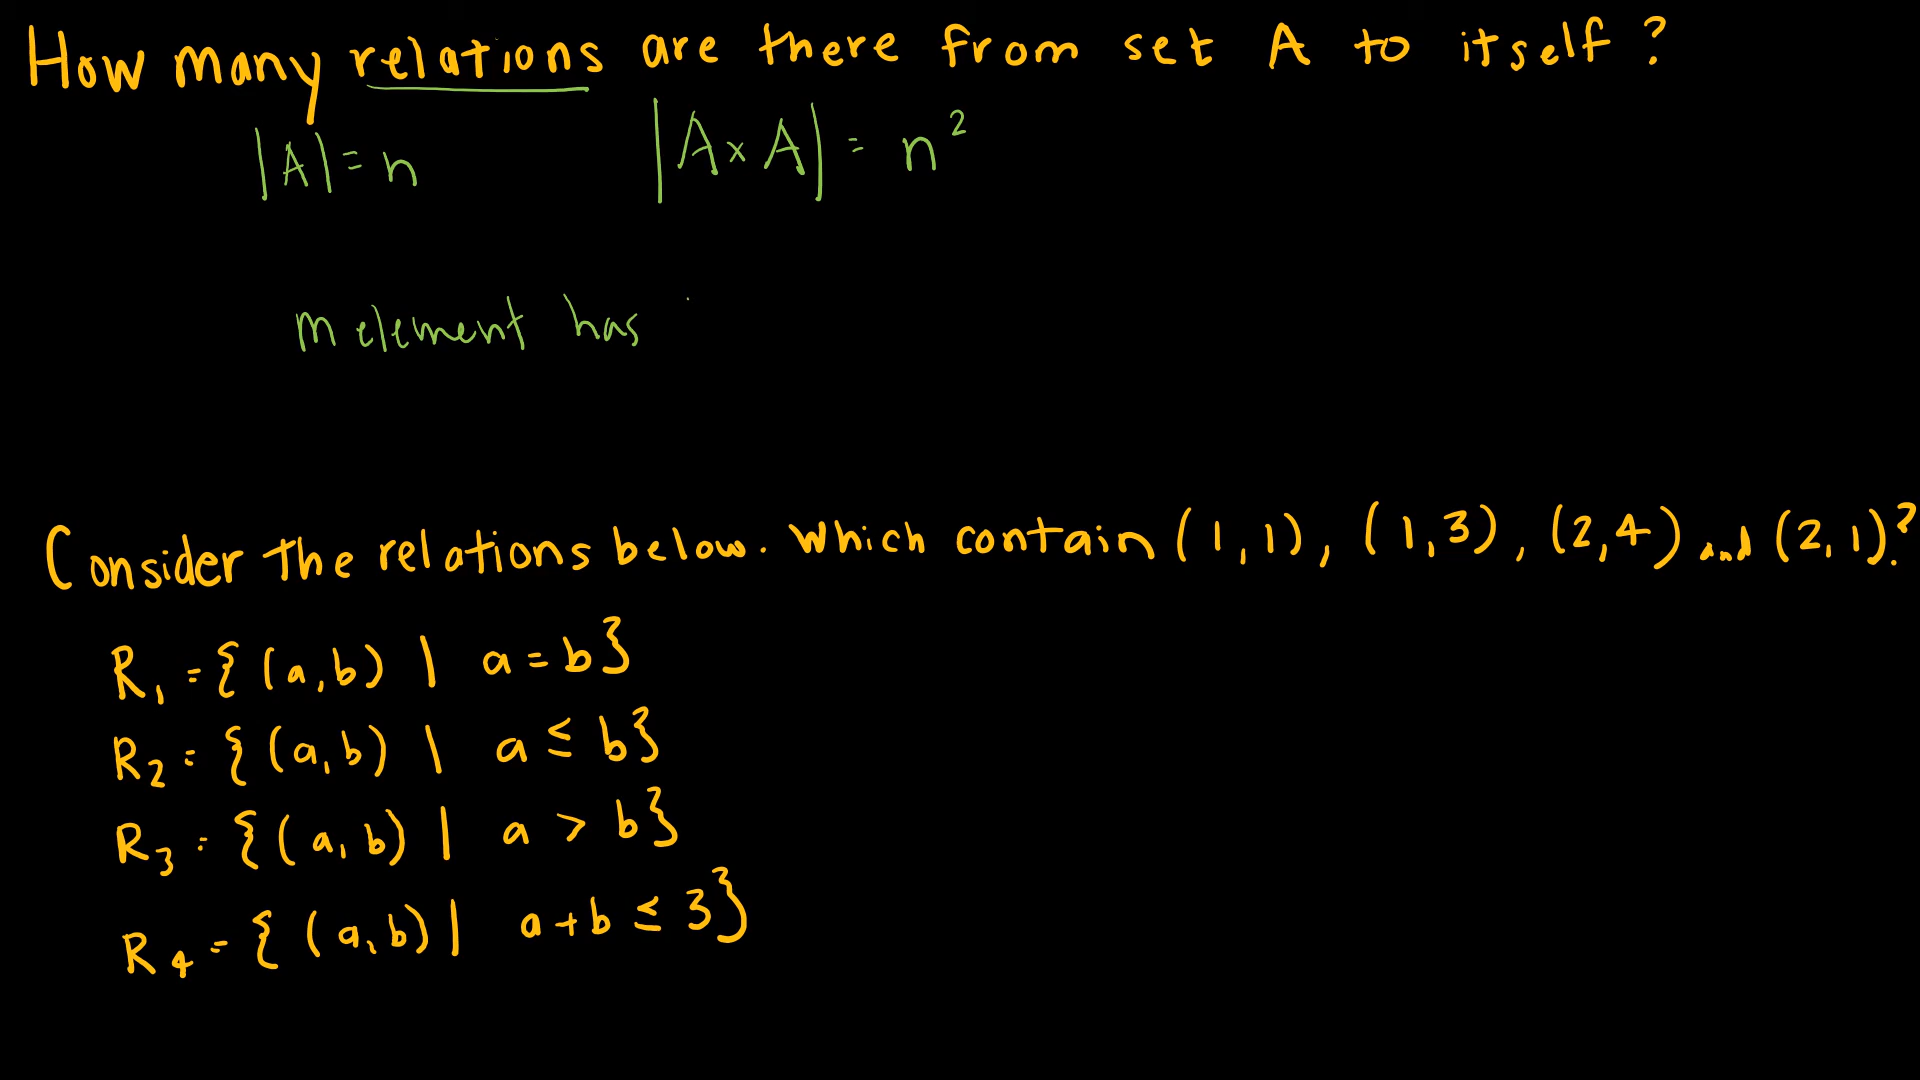 How many relations are there from set A to itself?
|A| = n |A × A| = n²
m element has
Consider the relations below. Which contain (1,1), (1,3), (2,4) and (2,1)?
R₁ = {(a,b) | a = b}
R₂ = {(a,b) | a ≤ b}
R₃ = {(a,b) | a > b}
R₄ = {(a,b) | a + b ≤ 3}